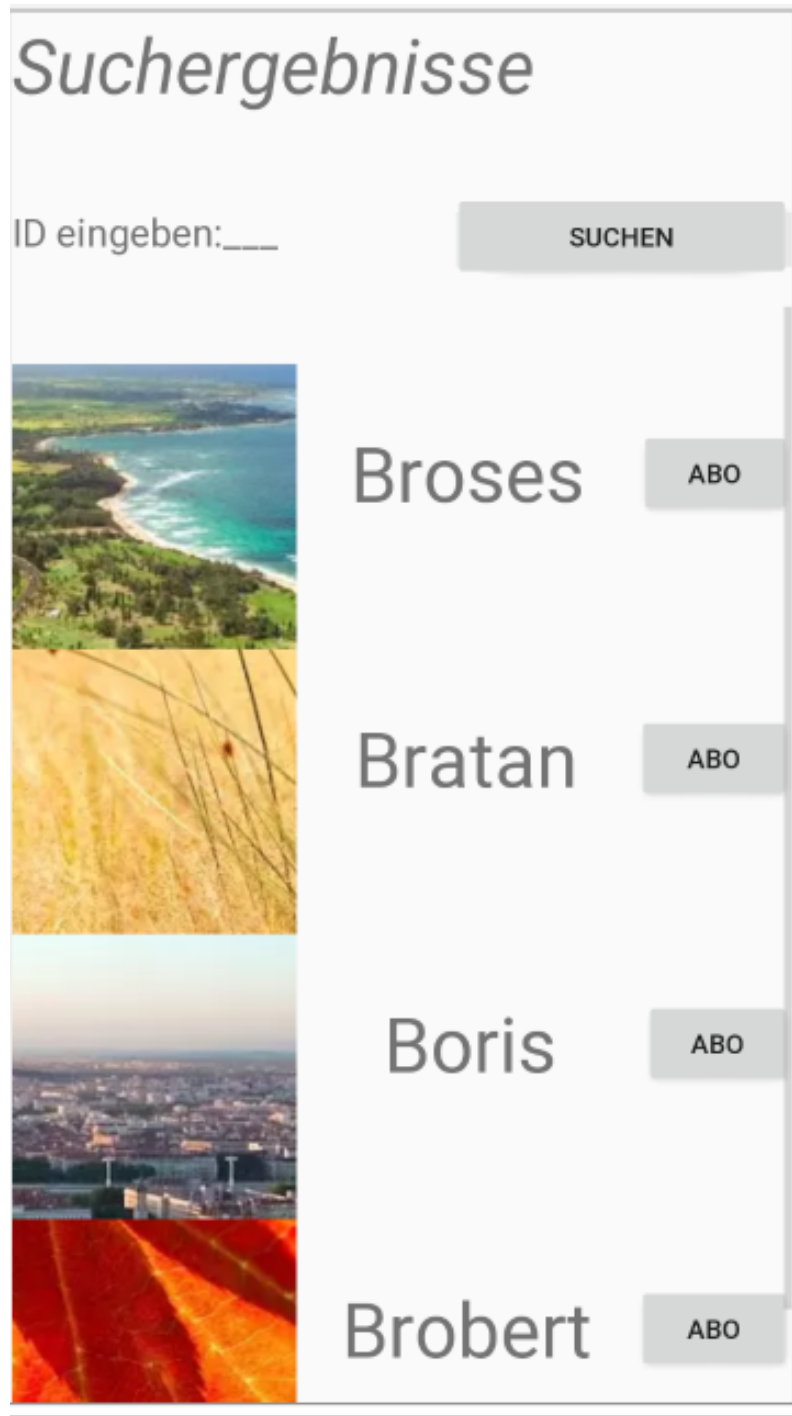 Suchergebnisse
ID eingeben:___ SUCHEN
Broses ABO
Bratan ABO
Boris ABO
Brobert ABO